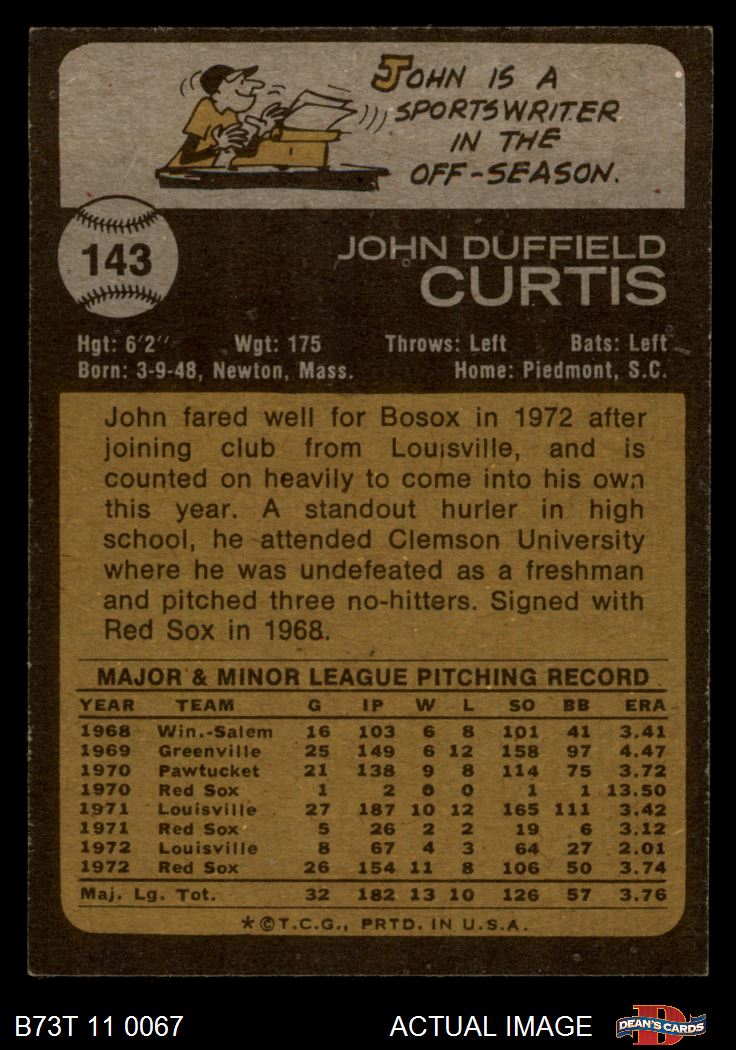 JOHN IS A
SPORTSWRITER
IN THE
OFF-SEASON.
143
JOHN DUFFIELD
CURTIS
Hgt: 6'2" Wgt: 175 Throws: Left Bats: Left
Born: 3-9-48, Newton, Mass. Home: Piedmont, S.C.
John fared well for Bosox in 1972 after
joining club from Louisville, and is
counted on heavily to come into his own
this year. A standout hurler in high
school, he attended Clemson University
where he was undefeated as a freshman
and pitched three no-hitters. Signed with
Red Sox in 1968.
MAJOR & MINOR LEAGUE PITCHING RECORD
YEAR TEAM G IP W L SO BB ERA
1968 Win.-Salem 16 103 6 8 101 41 3.41
1969 Greenville 25 149 6 12 158 97 4.47
1970 Pawtucket 21 138 9 8 114 75 3.72
1970 Red Sox 1 2 0 0 1 1 13.50
1971 Louisville 27 187 10 12 165 111 3.42
1971 Red Sox 5 26 2 2 19 6 3.12
1972 Louisville 8 67 4 3 64 27 2.01
1972 Red Sox 26 154 11 8 106 50 3.74
Maj. Lg. Tot. 32 182 13 10 126 57 3.76
*©T.C.G., PRTD. IN U.S.A.
B73T 11 0067 ACTUAL IMAGE DEAN'S CARDS